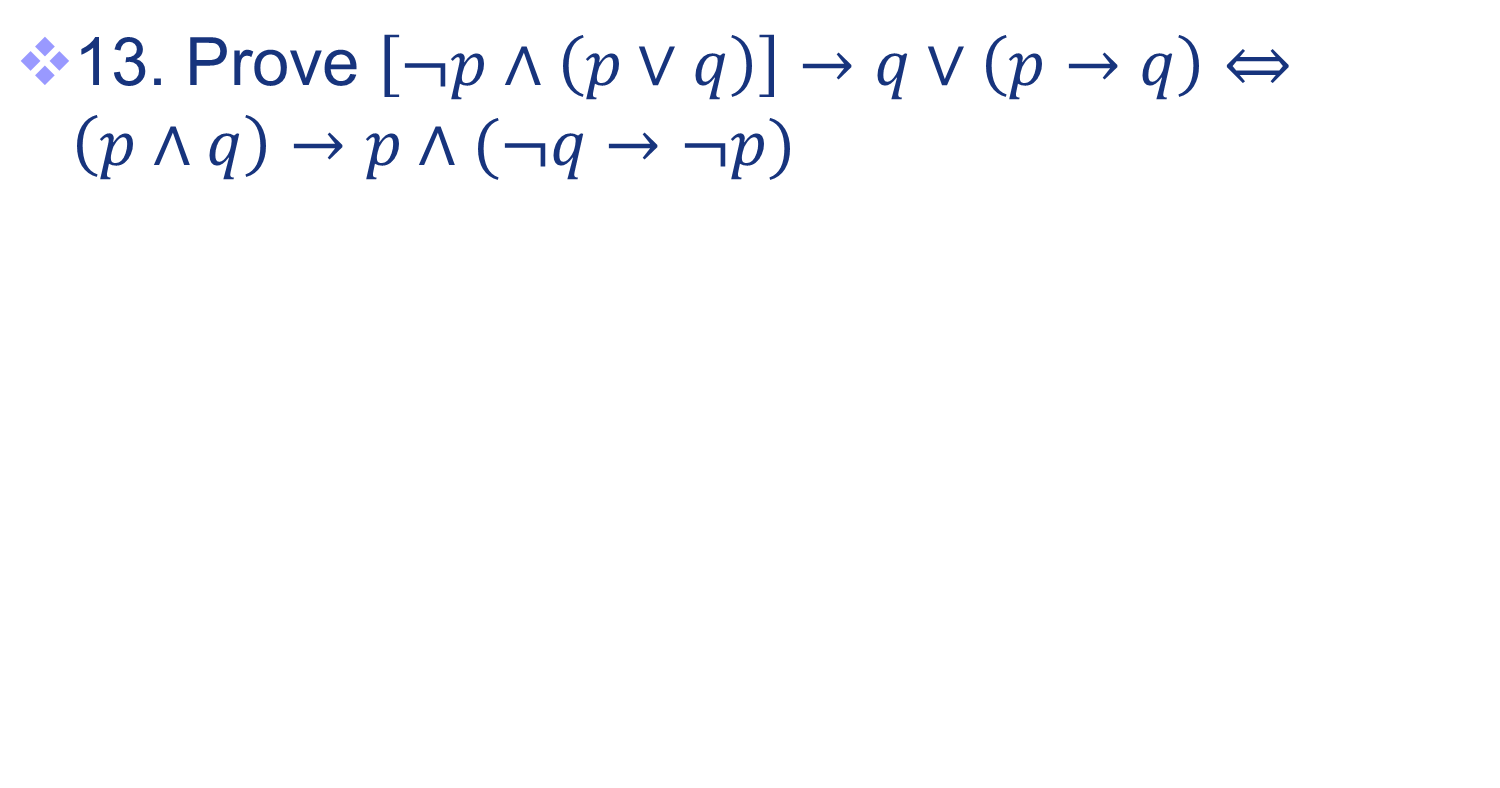 ❖13. Prove [¬𝑝 ∧ (𝑝 ∨ 𝑞)] → 𝑞 ∨ (𝑝 → 𝑞) ⇔
(𝑝 ∧ 𝑞) → 𝑝 ∧ (¬𝑞 → ¬𝑝)